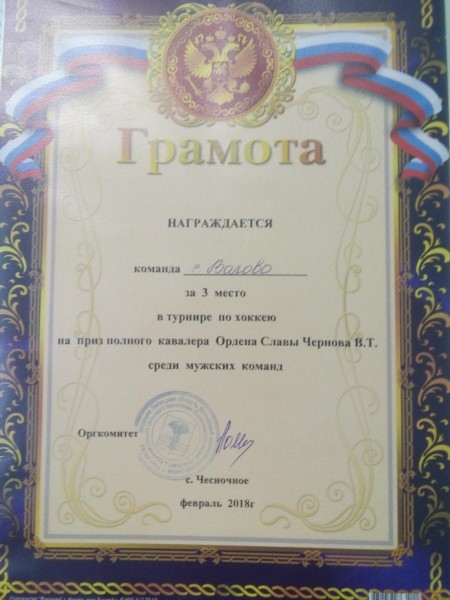 Грамота
НАГРАЖДАЕТСЯ
команда "Волово
за 3 место
в турнире по хоккею
на приз полного кавалера Ордена Славы Чернова В.Т.
среди мужских команд
Оргкомитет
с. Чесночное
февраль 2018г